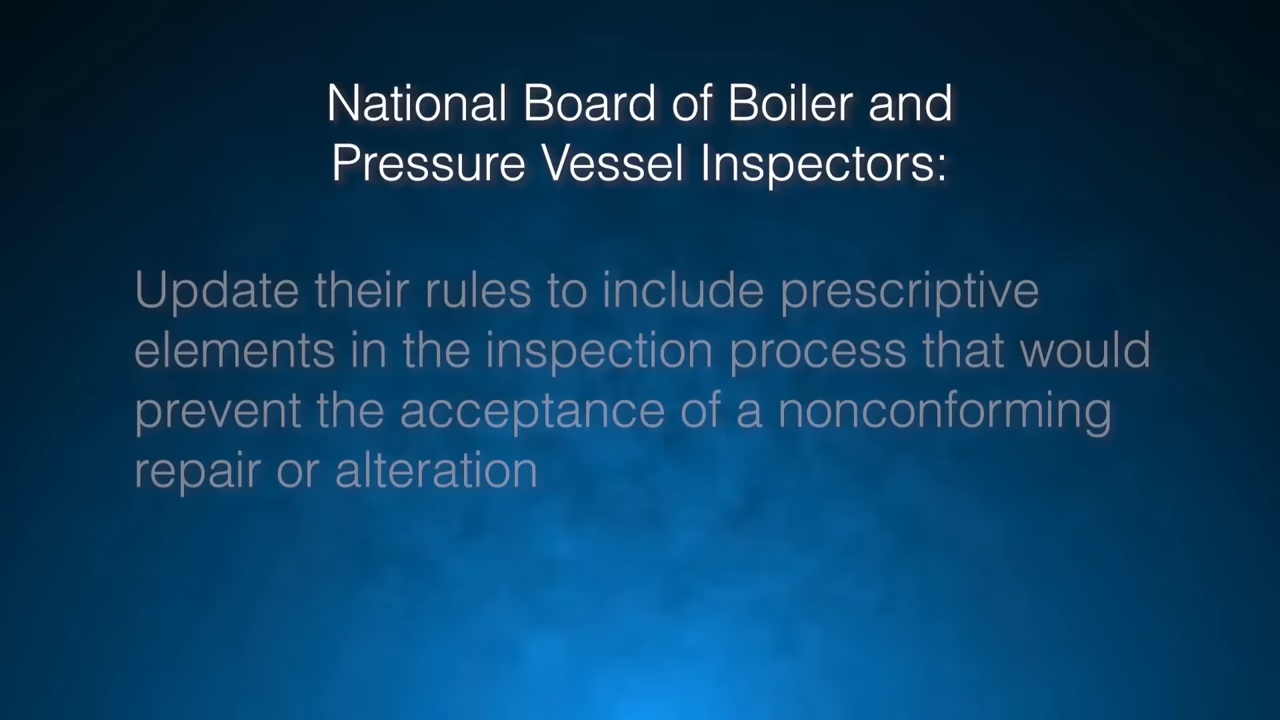 National Board of Boiler and
Pressure Vessel Inspectors:
Update their rules to include prescriptive
elements in the inspection process that would
prevent the acceptance of a nonconforming
repair or alteration